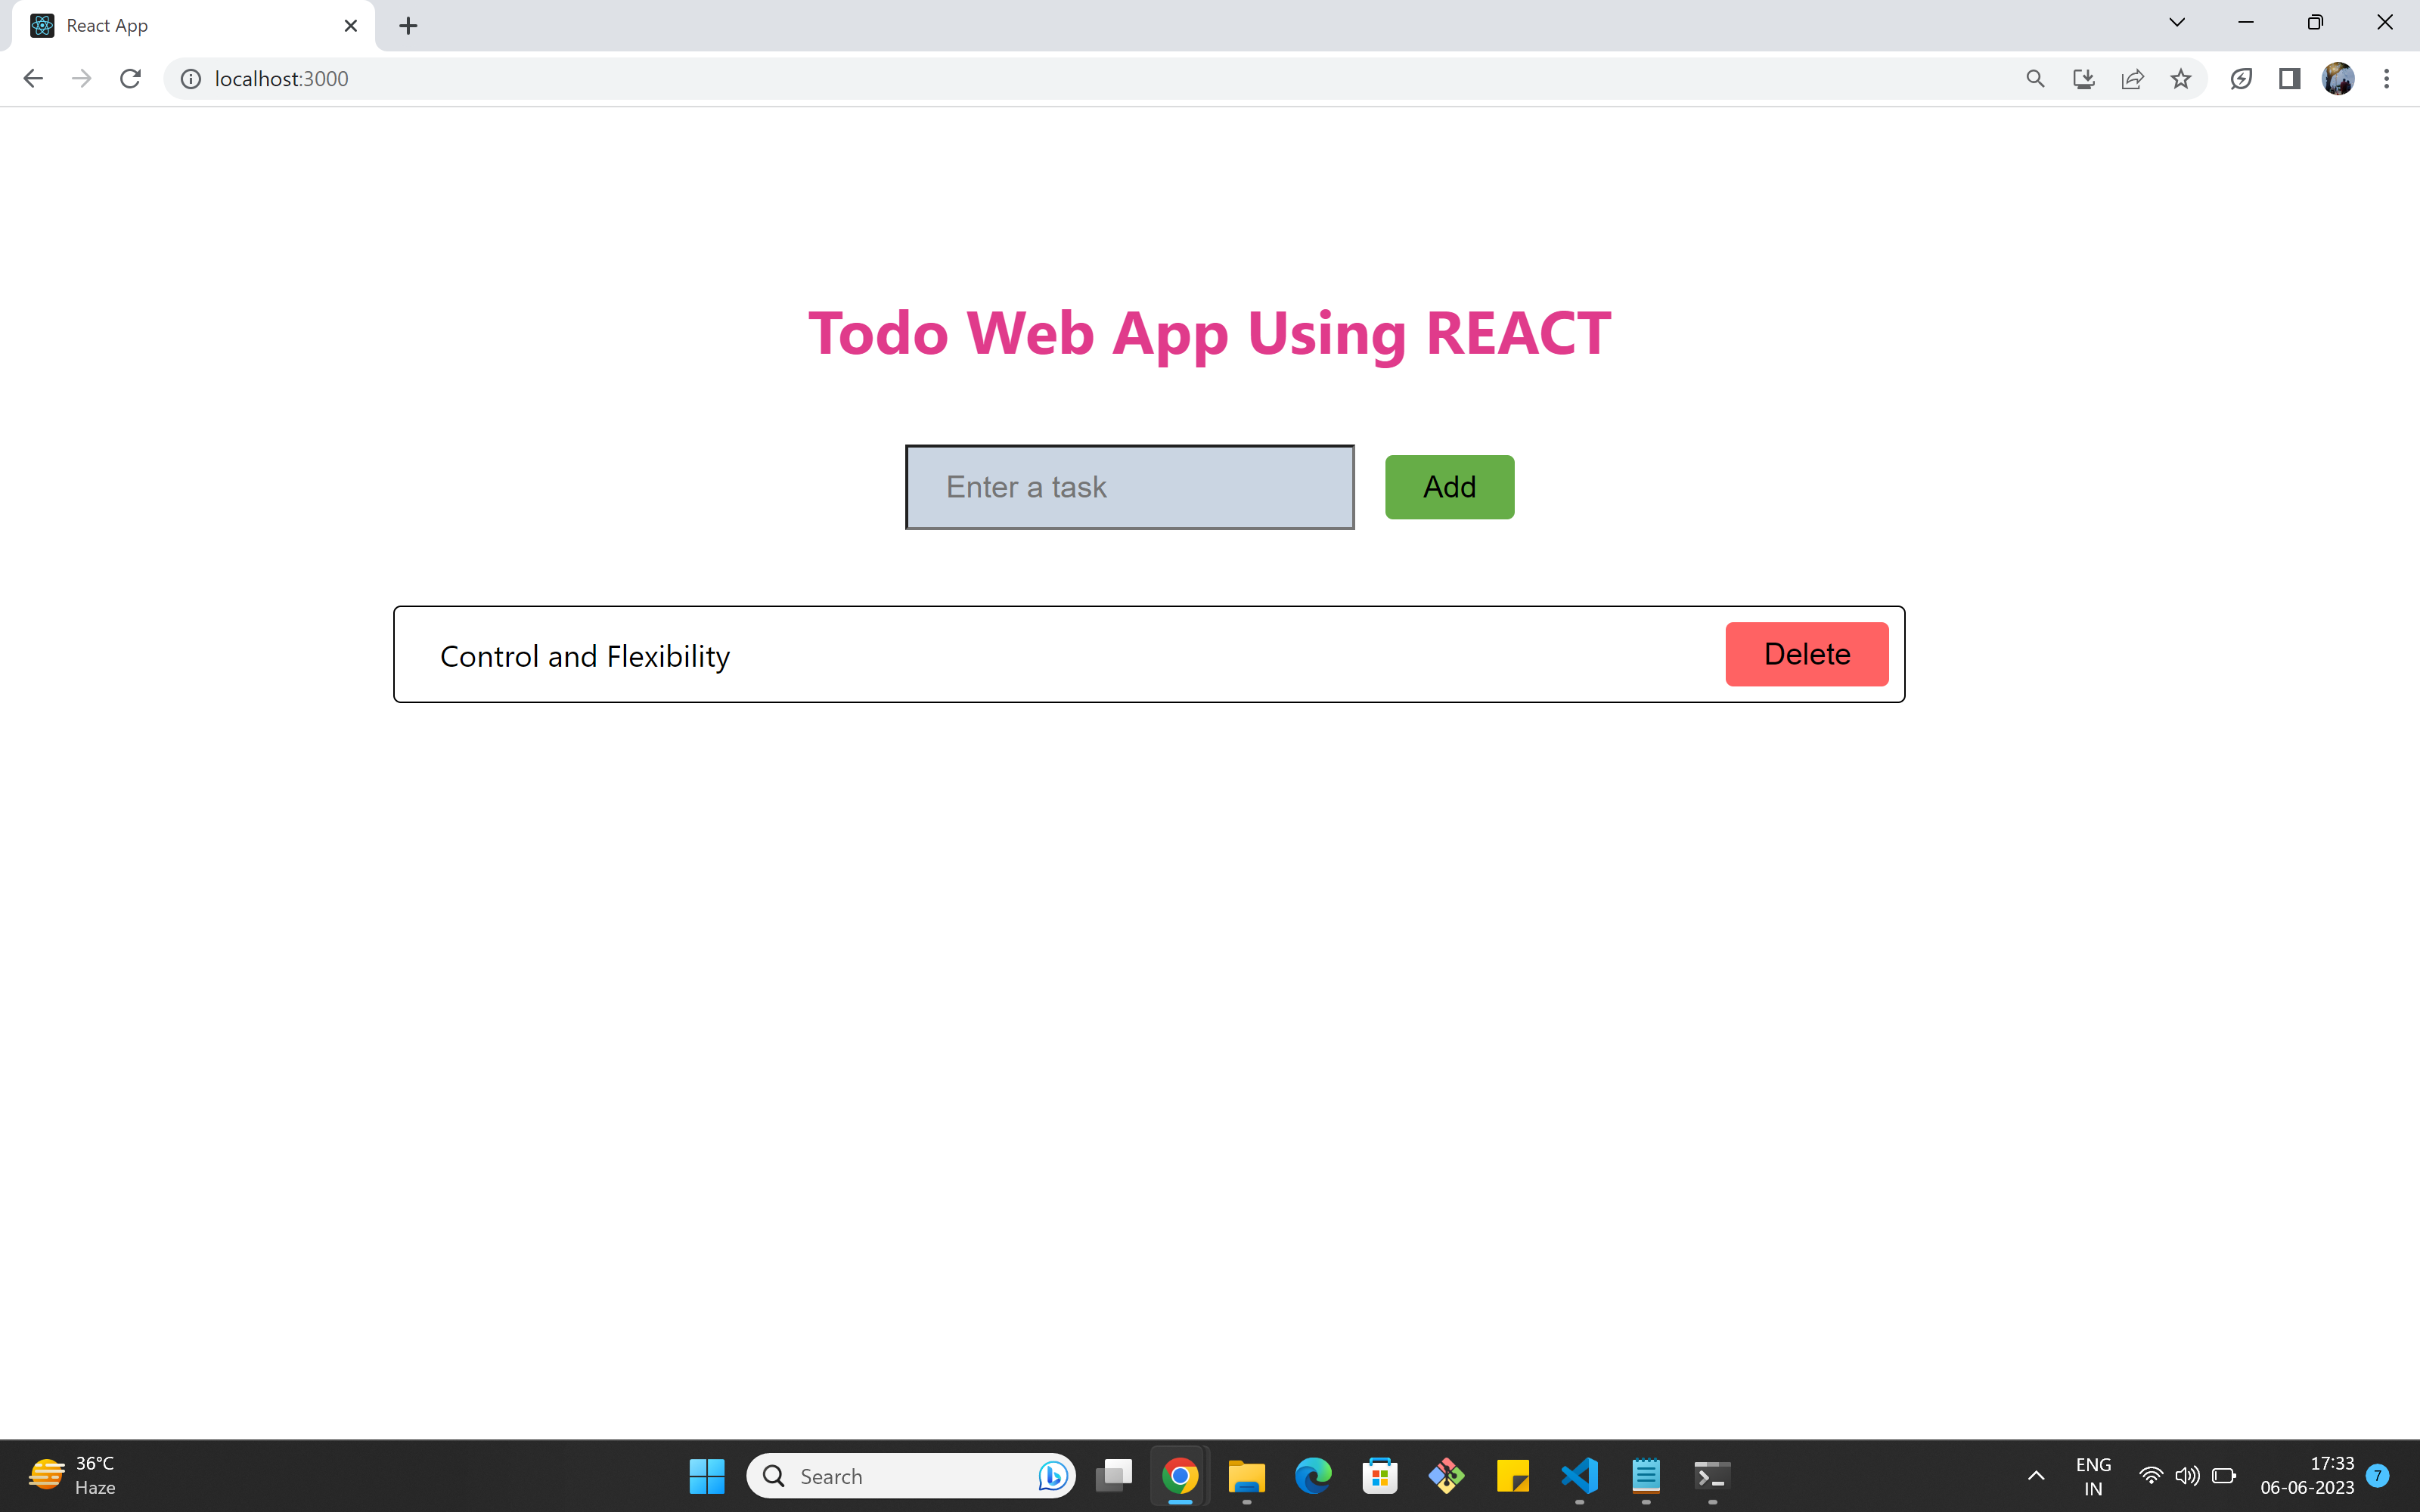 React App
localhost:3000
Todo Web App Using REACT
Enter a task
Add
Control and Flexibility
Delete
36°C
Haze
Search
ENG
IN
17:33
06-06-2023
7